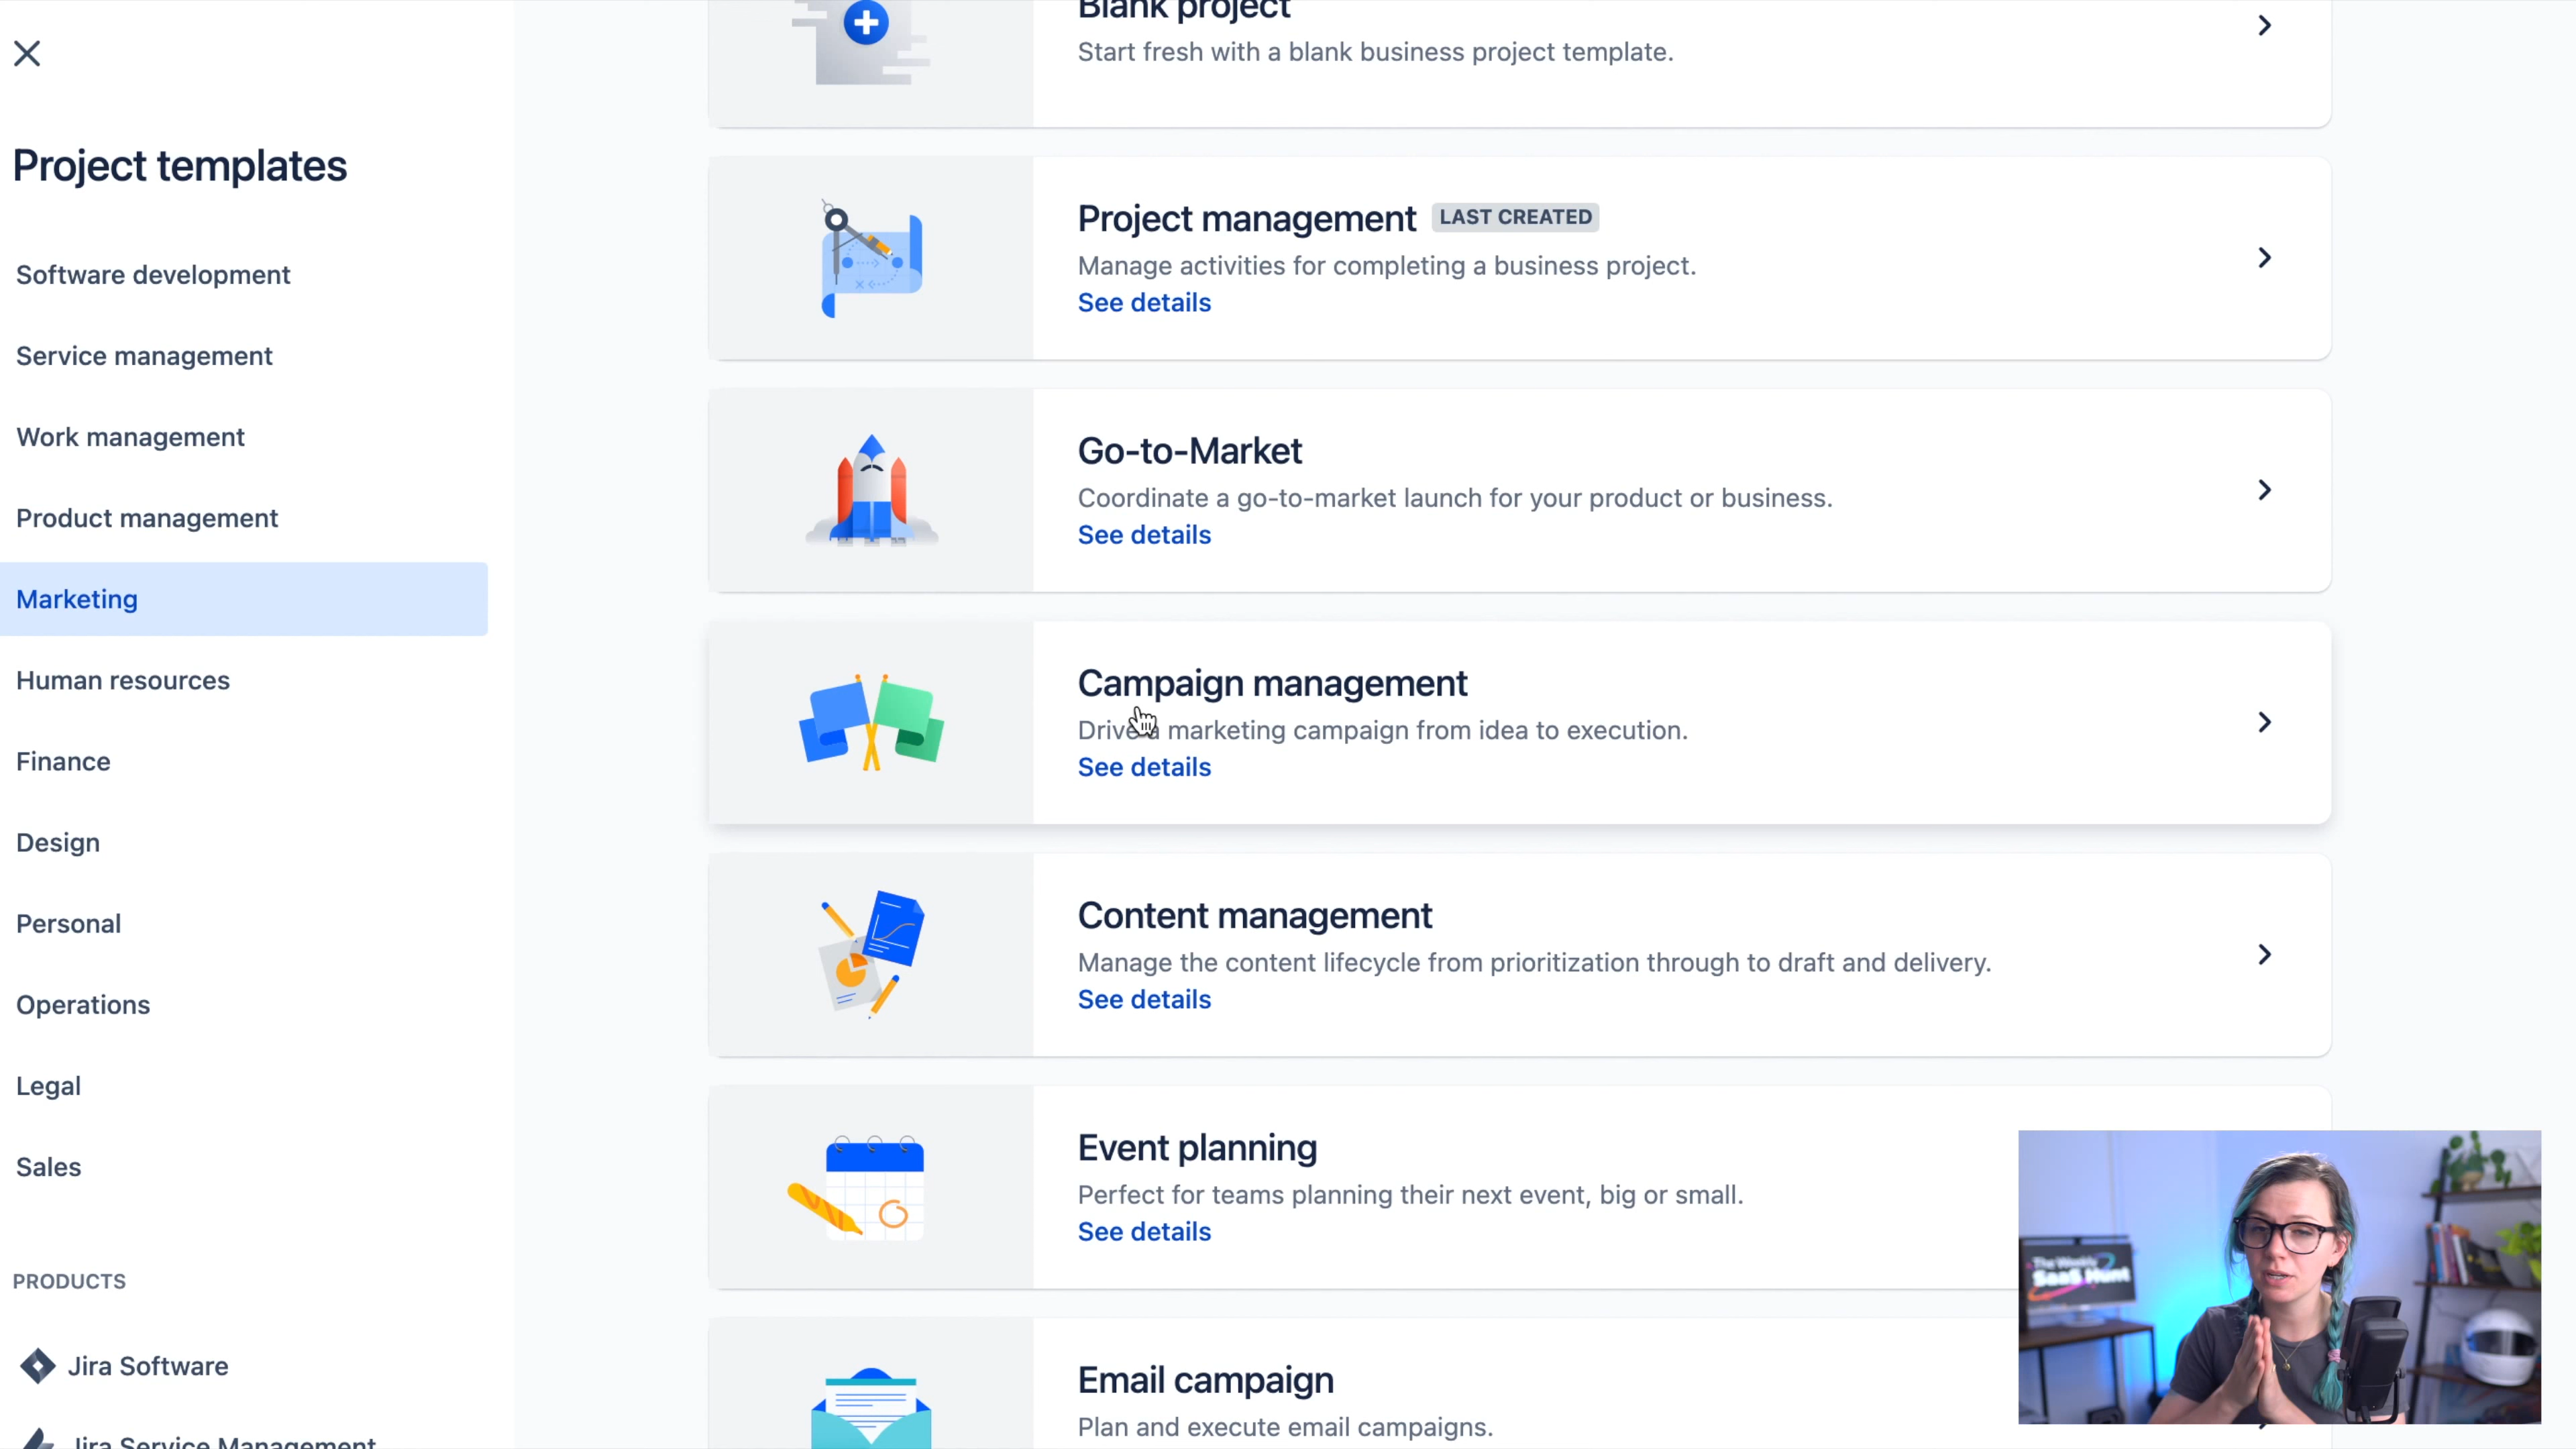 Project templates
Software development
Service management
Work management
Product management
Marketing
Human resources
Finance
Design
Personal
Operations
Legal
Sales
PRODUCTS
Jira Software
Jira Service Management
Blank project
Start fresh with a blank business project template.
Project management LAST CREATED
Manage activities for completing a business project.
See details
Go-to-Market
Coordinate a go-to-market launch for your product or business.
See details
Campaign management
Drive a marketing campaign from idea to execution.
See details
Content management
Manage the content lifecycle from prioritization through to draft and delivery.
See details
Event planning
Perfect for teams planning their next event, big or small.
See details
Email campaign
Plan and execute email campaigns.
The Weekly
SaaS Hunt